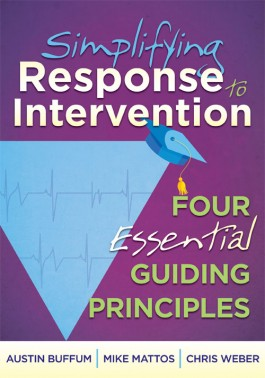 Simplifying
Response to
Intervention
FOUR
Essential
GUIDING
PRINCIPLES
AUSTIN BUFFUM | MIKE MATTOS | CHRIS WEBER